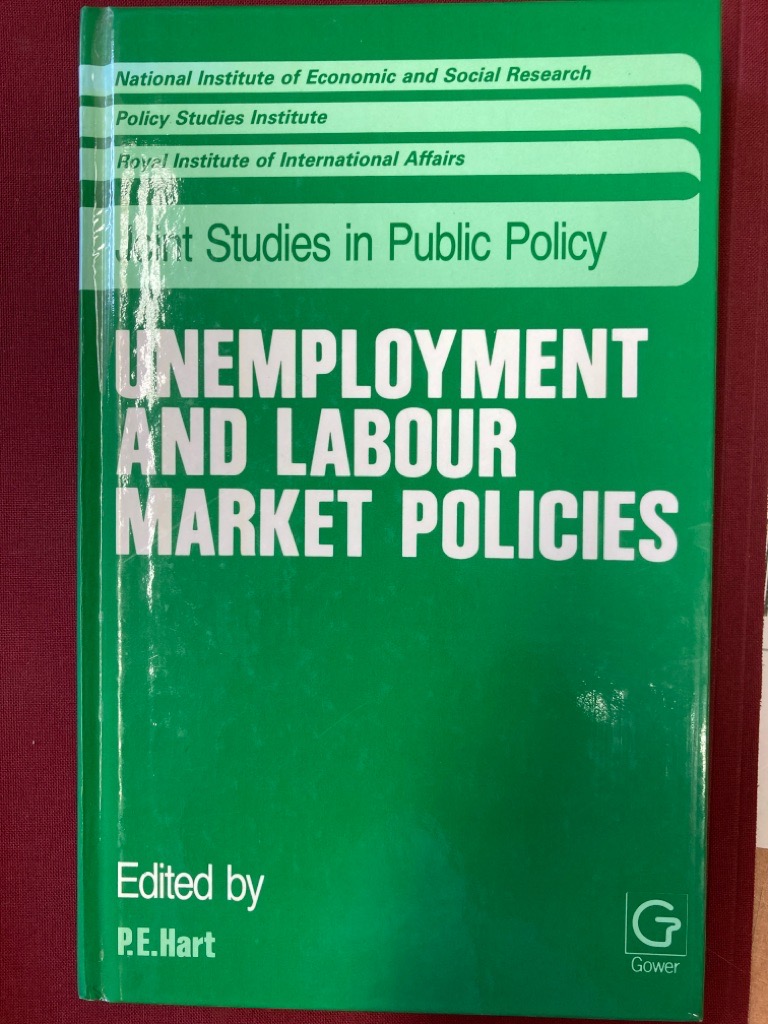 National Institute of Economic and Social Research
Policy Studies Institute
Royal Institute of International Affairs
Joint Studies in Public Policy
UNEMPLOYMENT
AND LABOUR
MARKET POLICIES
Edited by
P.E.Hart
G
Gower